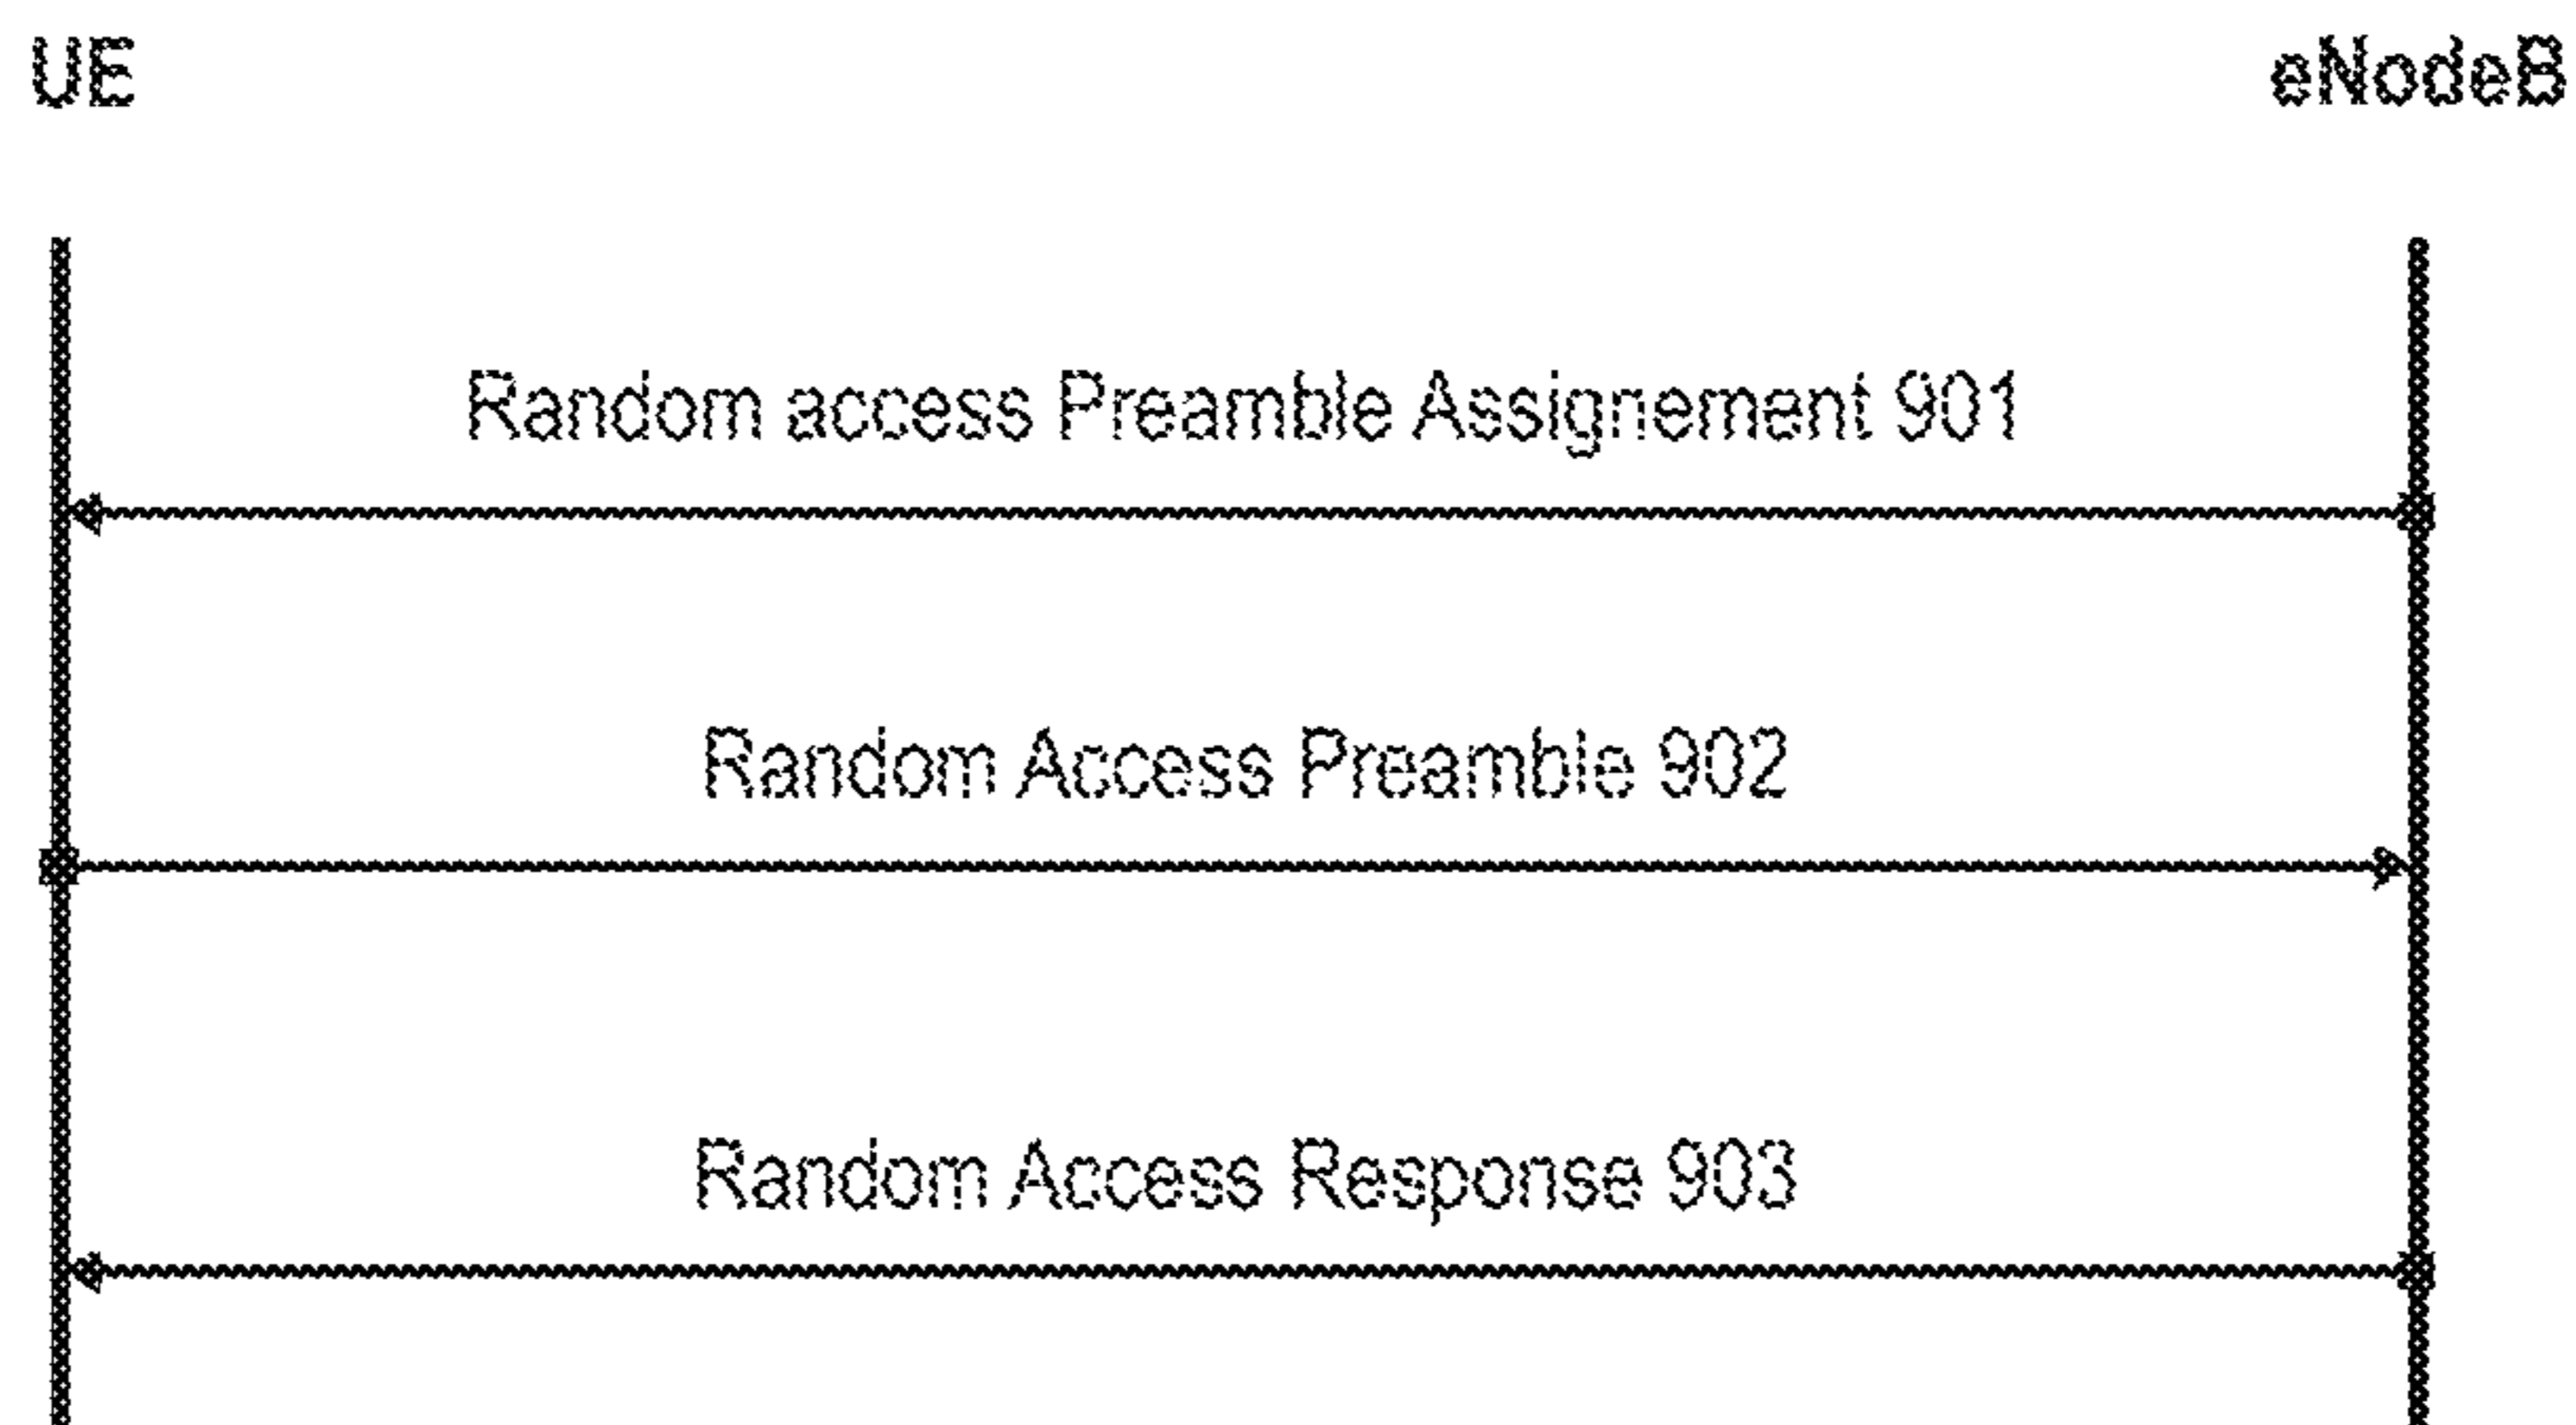 UE eNodeB
Random access Preamble Assignement 901
Random Access Preamble 902
Random Access Response 903